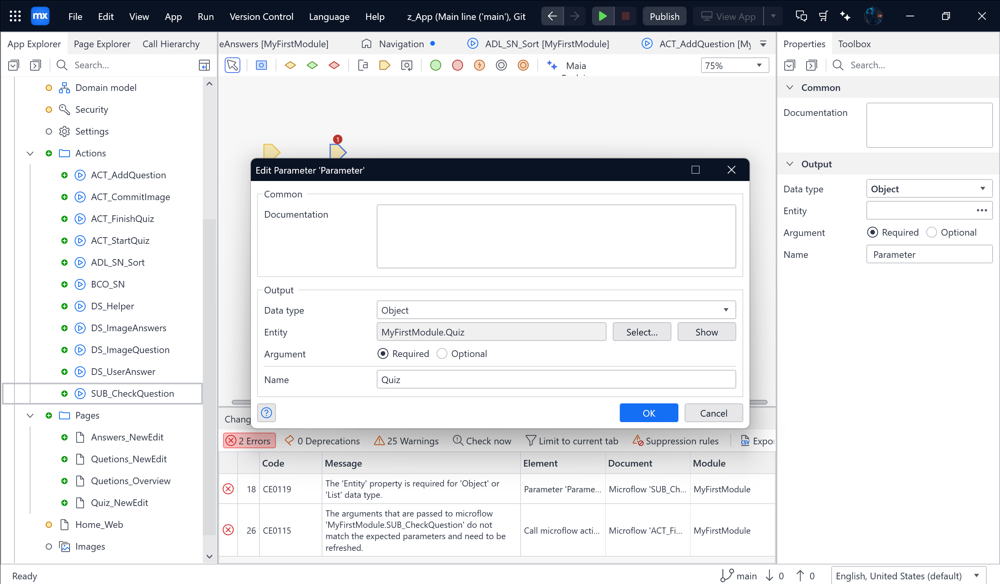 mx File Edit View App Run Version Control Language Help z_App (Main line ('main'), Git Publish View App
App Explorer Page Explorer Call Hierarchy
eAnswers [MyFirstModule] Navigation ADL_SN_Sort [MyFirstModule] ACT_AddQuestion [My
Properties Toolbox
Search...
Maia
75%
Search...
Domain model
Security
Settings
Actions
ACT_AddQuestion
ACT_CommitImage
ACT_FinishQuiz
ACT_StartQuiz
ADL_SN_Sort
BCO_SN
DS_Helper
DS_ImageAnswers
DS_ImageQuestion
DS_UserAnswer
SUB_CheckQuestion
Pages
Answers_NewEdit
Quetions_NewEdit
Quetions_Overview
Quiz_NewEdit
Home_Web
Images
1
Edit Parameter 'Parameter'
Common
Documentation
Output
Data type Object
Entity MyFirstModule.Quiz Select... Show
Argument Required Optional
Name Quiz
? OK Cancel
Common
Documentation
Output
Data type Object
Entity
Argument Required Optional
Name Parameter
Chang
2 Errors 0 Deprecations 25 Warnings Check now Limit to current tab Suppression rules CSV Expor
Code Message Element Document Module
18 CE0119 The 'Entity' property is required for 'Object' or
'List' data type.
Parameter 'Parame... Microflow 'SUB_Ch... MyFirstModule
The arguments that are passed to microflow
'MyFirstModule.SUB_CheckQuestion' do not
match the expected parameters and need to be
refreshed.
26 CE0115 Call microflow acti... Microflow 'ACT_Fi... MyFirstModule
Ready main 0 0 English, United States (default)